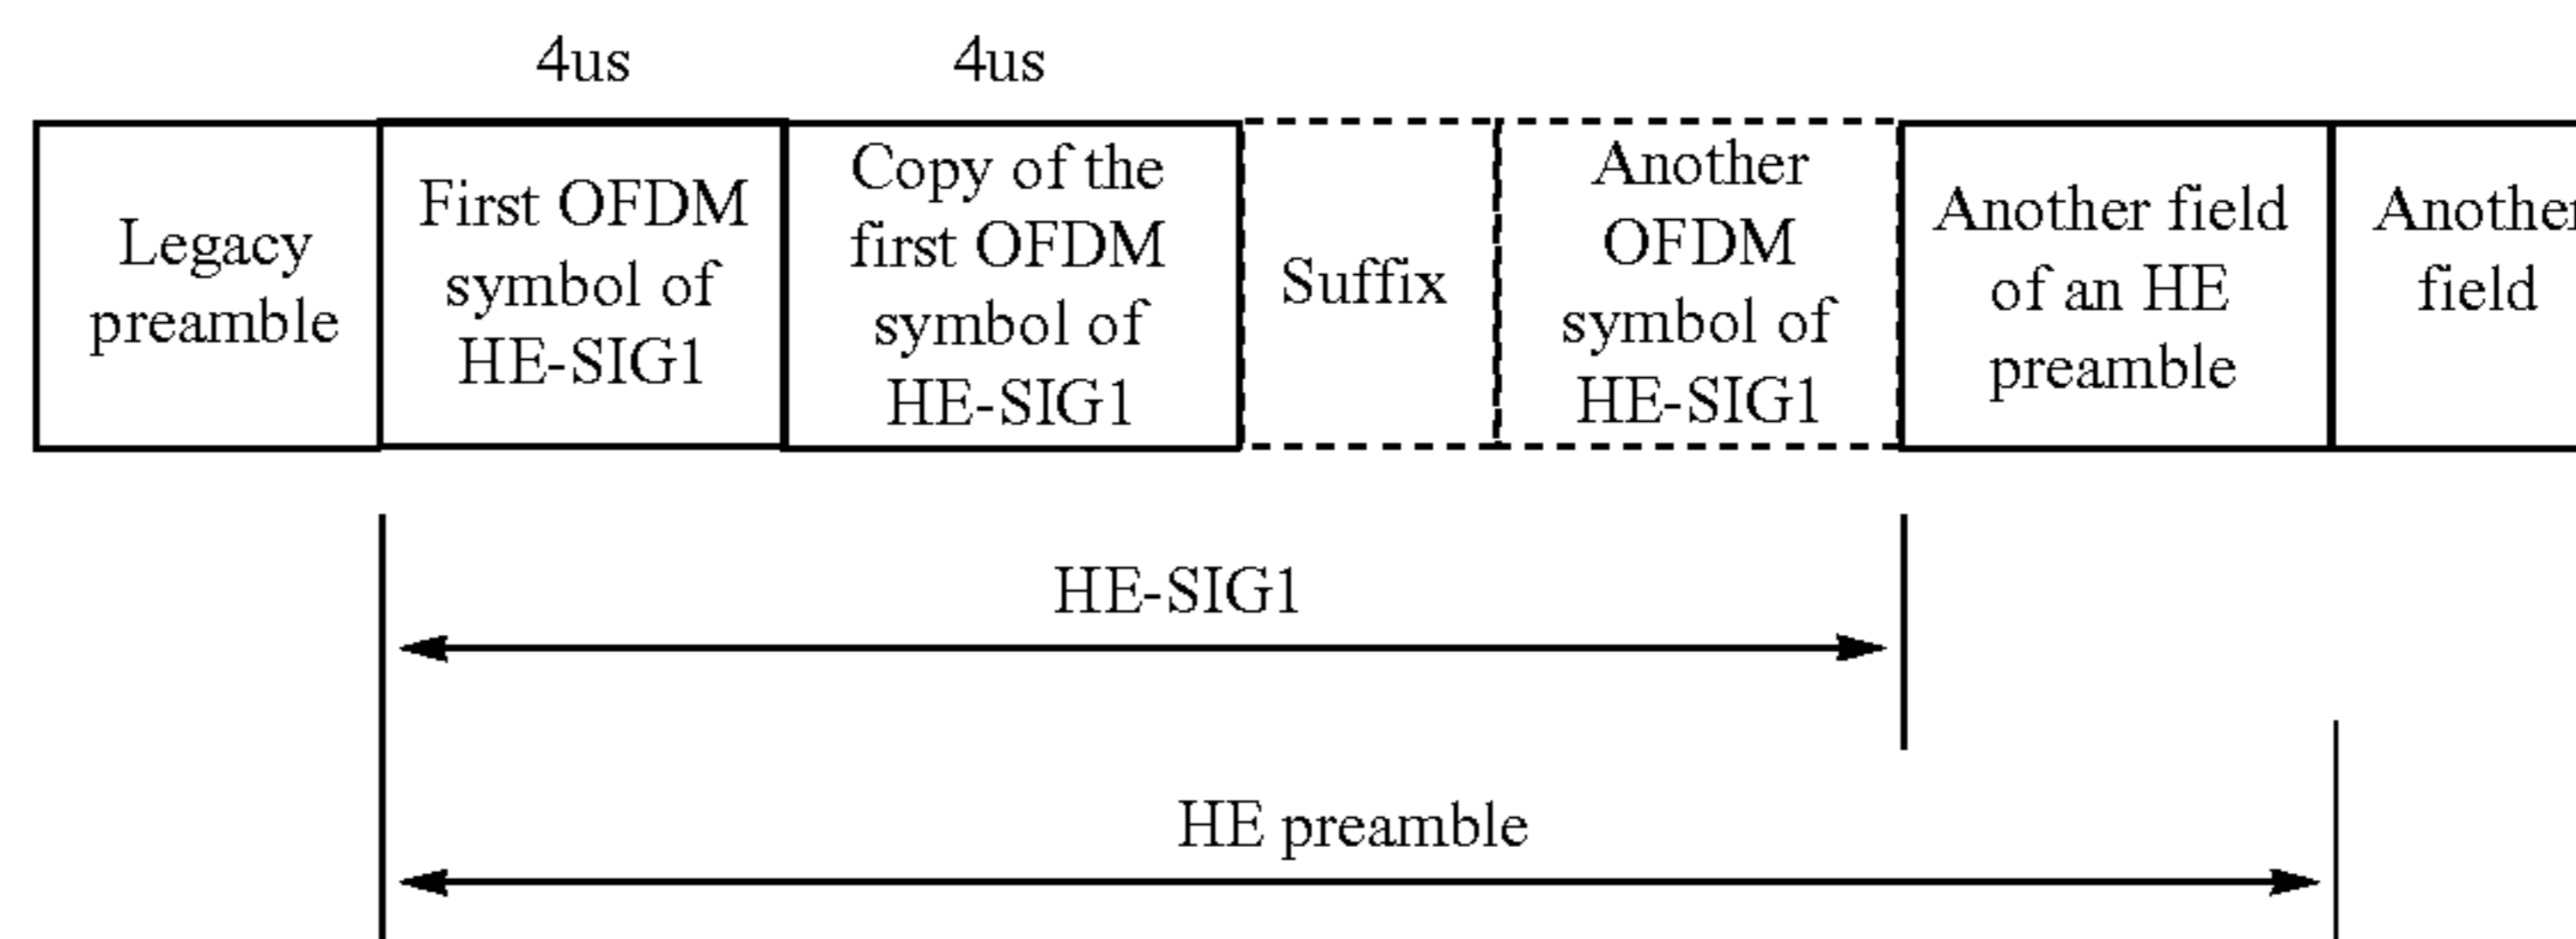 4us
4us
Legacy
preamble
First OFDM
symbol of
HE-SIG1
Copy of the
first OFDM
symbol of
HE-SIG1
Suffix
Another
OFDM
symbol of
HE-SIG1
Another field
of an HE
preamble
Another
field
HE-SIG1
HE preamble